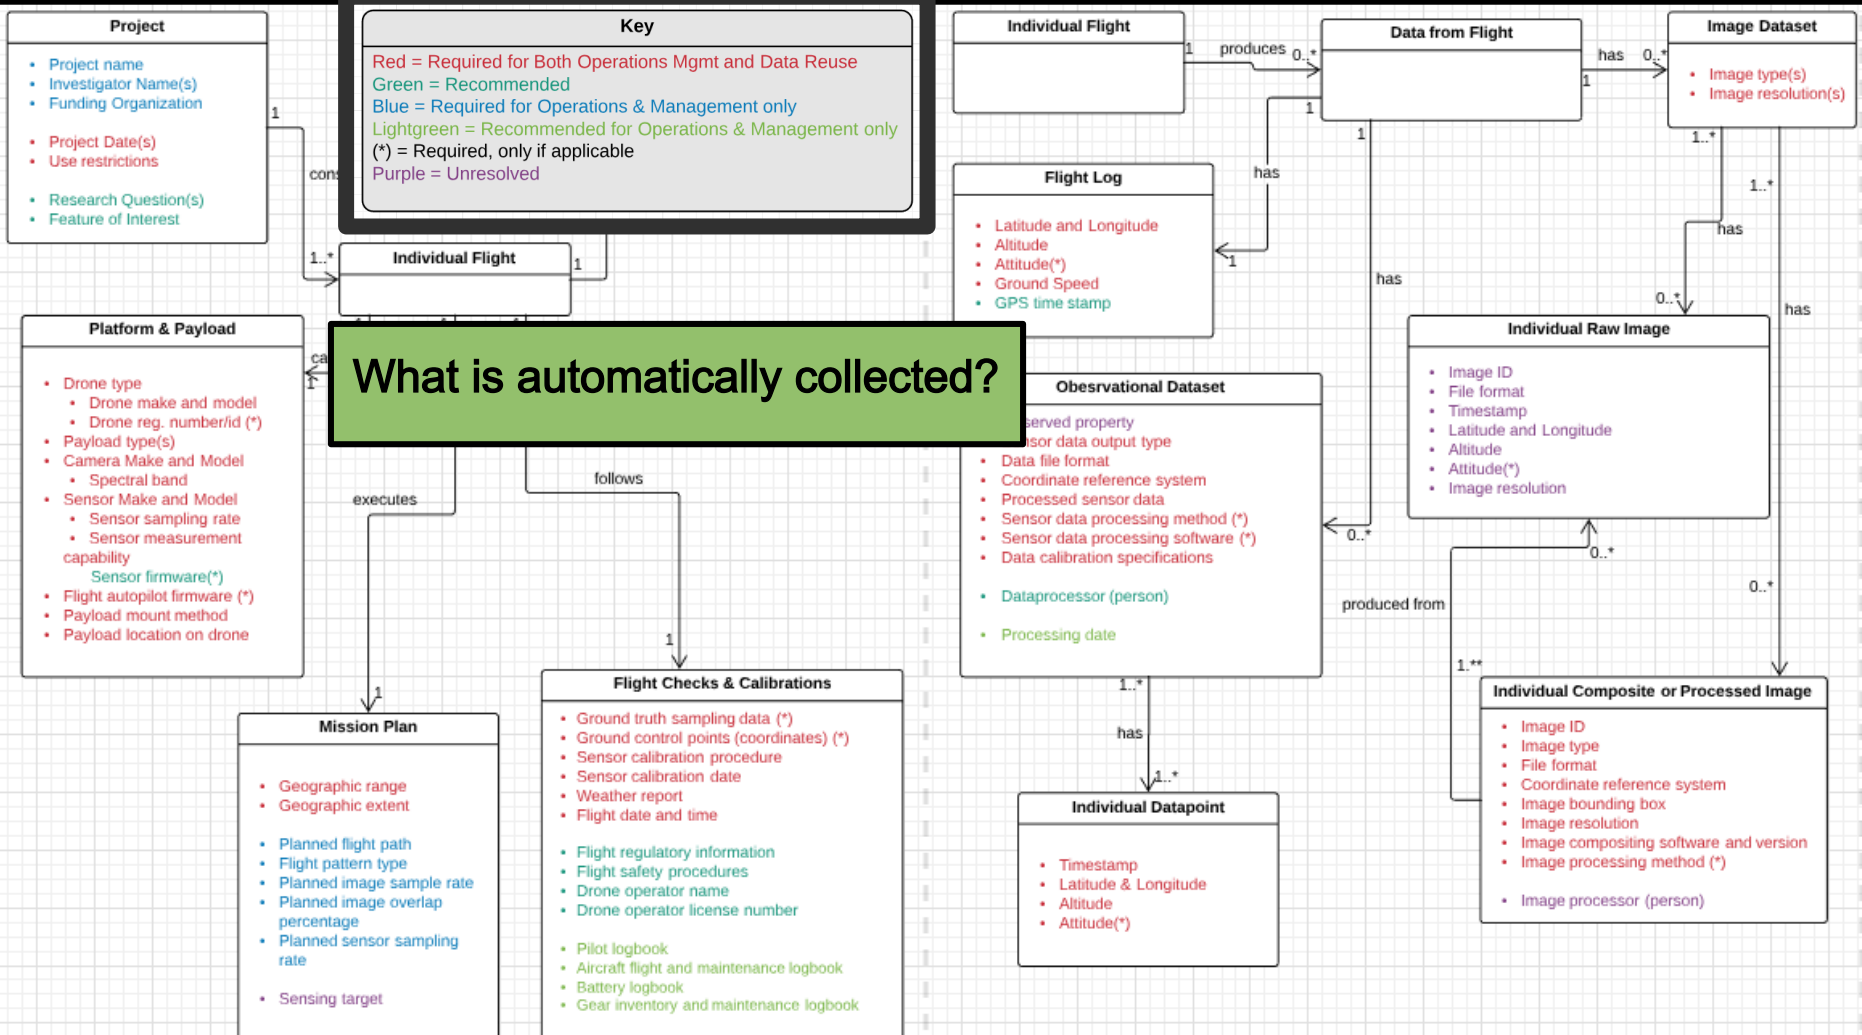 Project
Project name
Investigator Name(s)
Funding Organization
Project Date(s)
Use restrictions
Research Question(s)
Feature of Interest
1
1..*
Key
Red = Required for Both Operations Mgmt and Data Reuse
Green = Recommended
Blue = Required for Operations & Management only
Lightgreen = Recommended for Operations & Management only
(*) = Required, only if applicable
Purple = Unresolved
Individual Flight
1
What is automatically collected?
Platform & Payload
Drone type
Drone make and model
Drone reg. number/id (*)
Payload type(s)
Camera Make and Model
Spectral band
Sensor Make and Model
Sensor sampling rate
Sensor measurement
capability
Sensor firmware(*)
Flight autopilot firmware (*)
Payload mount method
Payload location on drone
1
executes
1
follows
1
Mission Plan
Geographic range
Geographic extent
Planned flight path
Flight pattern type
Planned image sample rate
Planned image overlap
percentage
Planned sensor sampling
rate
Sensing target
Flight Checks & Calibrations
Ground truth sampling data (*)
Ground control points (coordinates) (*)
Sensor calibration procedure
Sensor calibration date
Weather report
Flight date and time
Flight regulatory information
Flight safety procedures
Drone operator name
Drone operator license number
Pilot logbook
Aircraft flight and maintenance logbook
Battery logbook
Gear inventory and maintenance logbook
Individual Flight
1 produces 0..*
Data from Flight
1 has 0..*
Image Dataset
Image type(s)
Image resolution(s)
1
has
1
Flight Log
Latitude and Longitude
Altitude
Attitude(*)
Ground Speed
GPS time stamp
1
has
0..*
Obesrvational Dataset
property
data output type
Data file format
Coordinate reference system
Processed sensor data
Sensor data processing method (*)
Sensor data processing software (*)
Data calibration specifications
Dataprocessor (person)
Processing date
1..*
has
1..*
Individual Datapoint
Timestamp
Latitude & Longitude
Altitude
Attitude(*)
1..*
has
0..*
Individual Raw Image
Image ID
File format
Timestamp
Latitude and Longitude
Altitude
Attitude(*)
Image resolution
1..*
has
0..*
0..*
produced from
1.**
Individual Composite or Processed Image
Image ID
Image type
File format
Coordinate reference system
Image bounding box
Image resolution
Image compositing software and version
Image processing method (*)
Image processor (person)